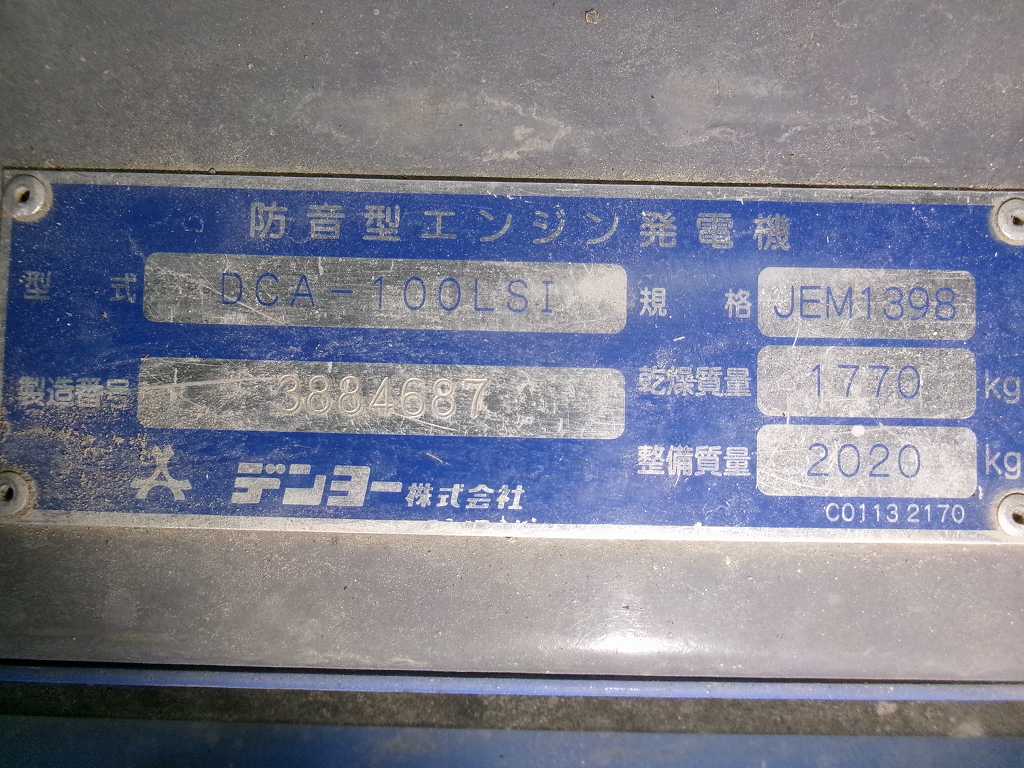 防音型エンジン発電機
型式 DCA-100LSI 規格 JEM1398
製造番号 3884687 乾燥質量 1770 kg
整備質量 2020 kg
デンヨー株式会社
C01132170